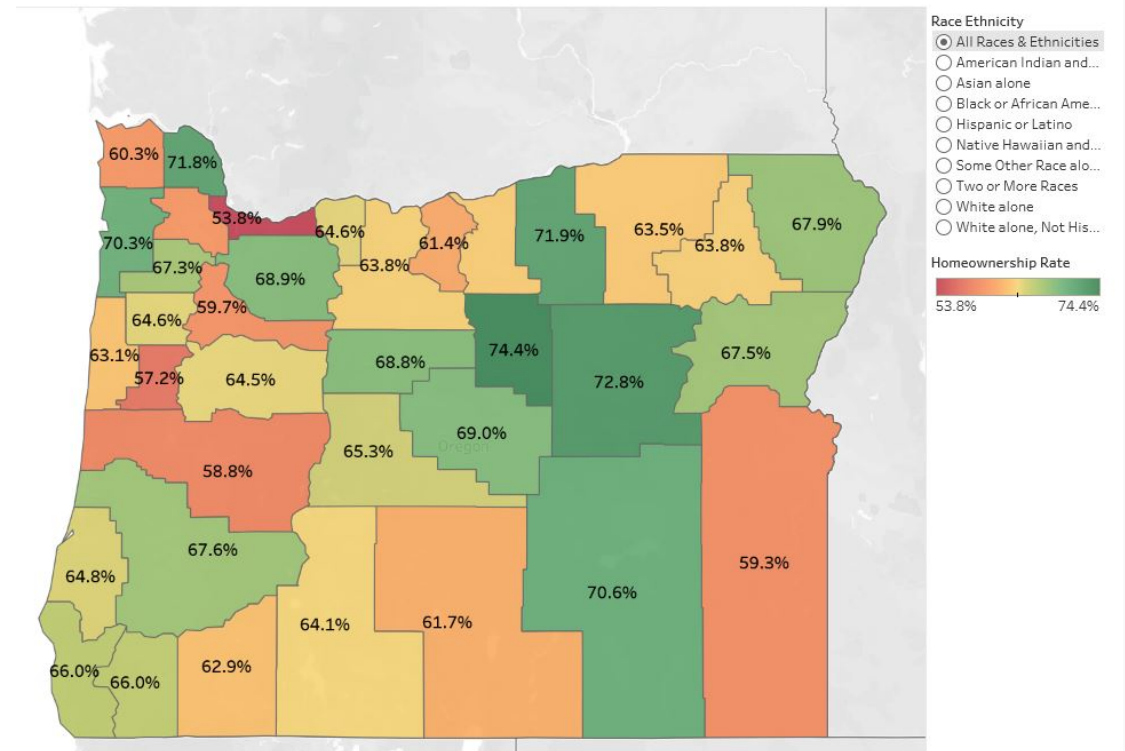 Race Ethnicity
All Races & Ethnicities
American Indian and...
Asian alone
Black or African Ame...
Hispanic or Latino
Native Hawaiian and...
Some Other Race alo...
Two or More Races
White alone
White alone, Not His...
Homeownership Rate
53.8% 74.4%
60.3%
71.8%
53.8%
70.3%
64.6%
61.4%
71.9%
63.5%
63.8%
67.9%
67.3%
68.9%
63.8%
59.7%
64.6%
63.1%
57.2%
64.5%
68.8%
74.4%
72.8%
67.5%
69.0%
Oregon
65.3%
58.8%
67.6%
64.8%
64.1%
61.7%
70.6%
59.3%
66.0%
66.0%
62.9%